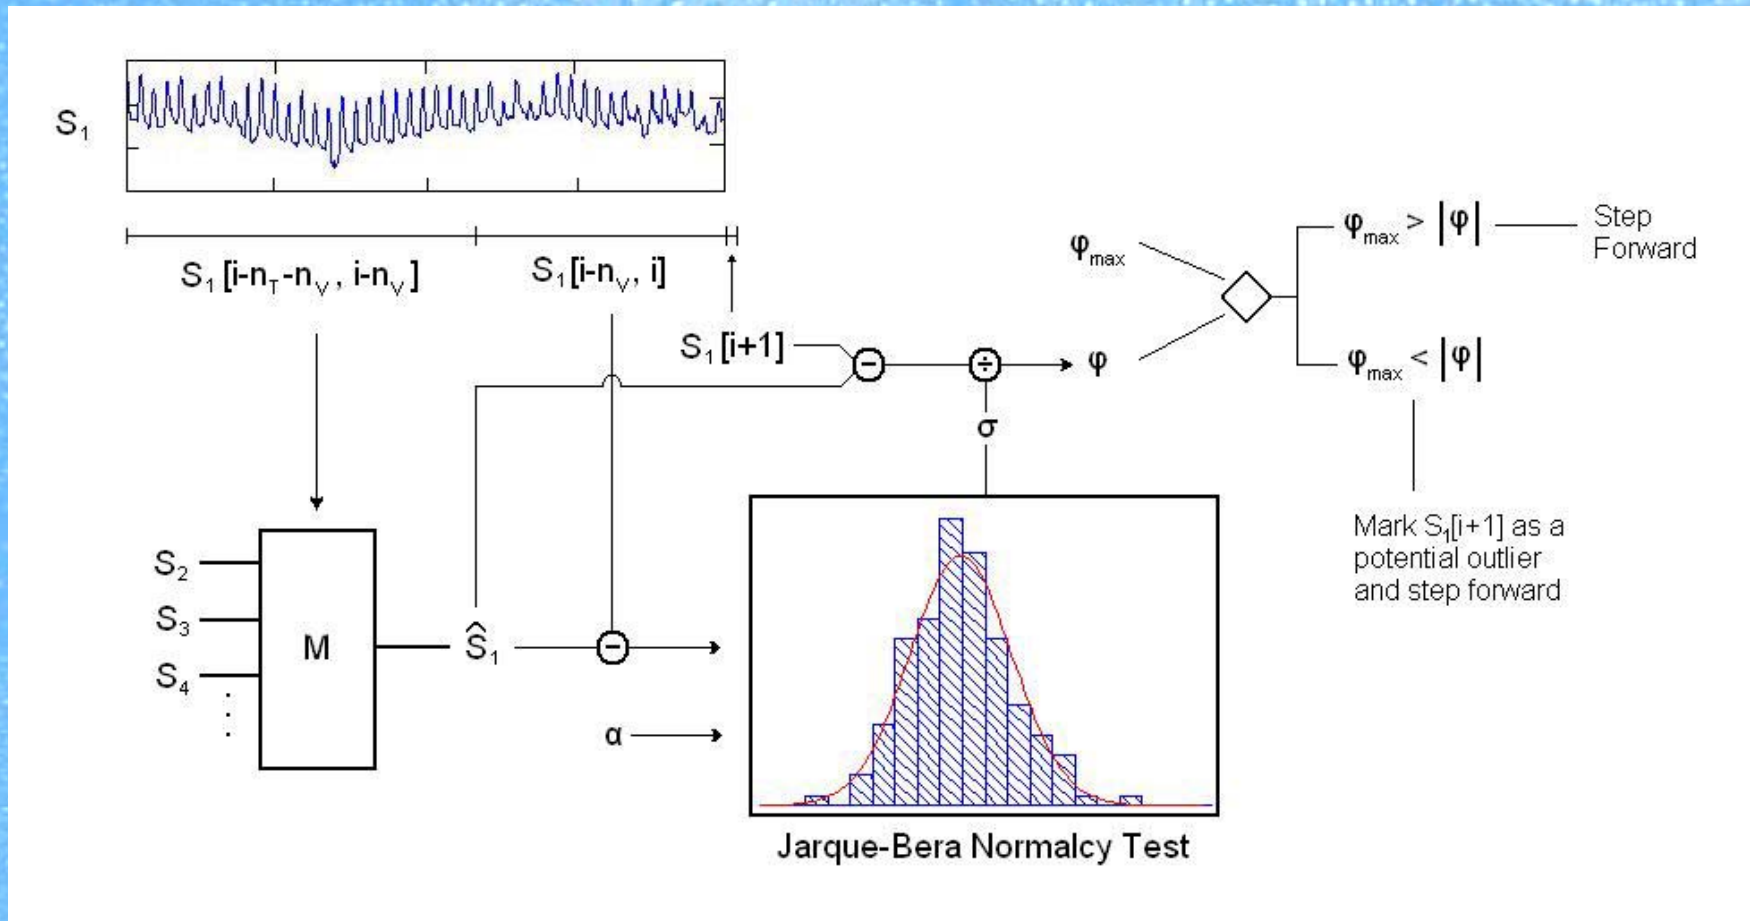 S₁
S₁ [i-n_T-n_V, i-n_V]
S₁[i-n_V, i]
S₁[i+1]
−
÷
φ
φ_max
φ_max > |φ|
Step
Forward
φ_max < |φ|
σ
Mark S₁[i+1] as a
potential outlier
and step forward
S₂
S₃
S₄
M
Ŝ₁
−
α
Jarque-Bera Normalcy Test